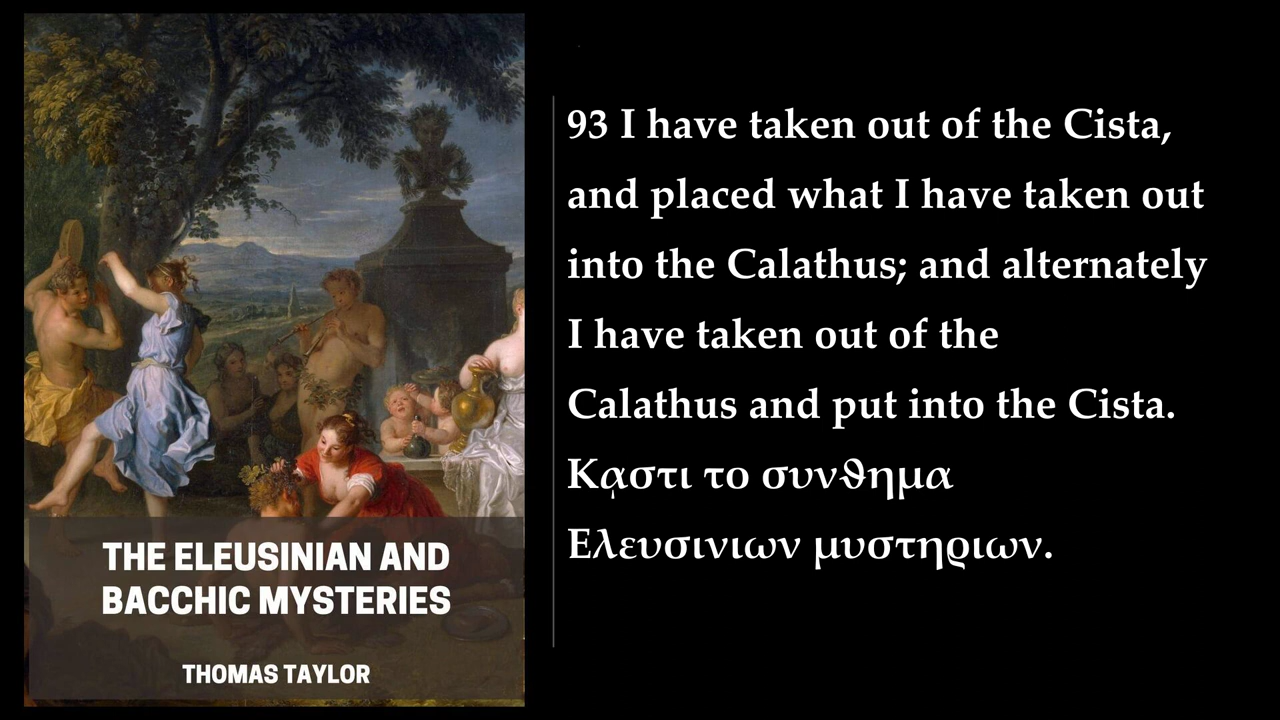 THE ELEUSINIAN AND
BACCHIC MYSTERIES
THOMAS TAYLOR
93 I have taken out of the Cista,
and placed what I have taken out
into the Calathus; and alternately
I have taken out of the
Calathus and put into the Cista.
Κᾳστι το συνϑημα
Ελευσινιων μυστηϱιων.